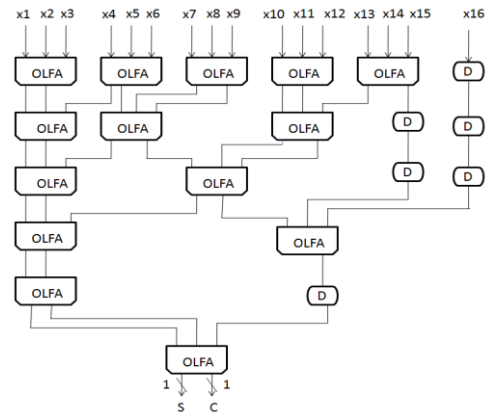 x1 x2 x3 x4 x5 x6 x7 x8 x9 x10 x11 x12 x13 x14 x15 x16
OLFA OLFA OLFA OLFA OLFA D
OLFA OLFA OLFA D D
OLFA OLFA D D
OLFA OLFA
OLFA D
OLFA
1 1
S C